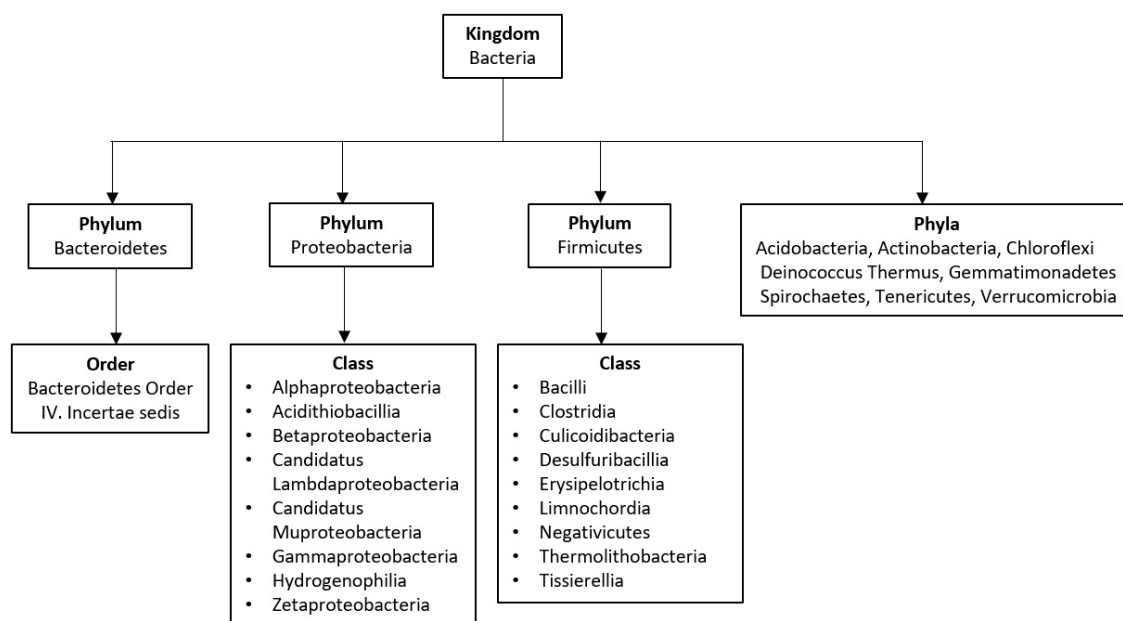 Kingdom
Bacteria
Phylum
Bacteroidetes
Phylum
Proteobacteria
Phylum
Firmicutes
Phyla
Acidobacteria, Actinobacteria, Chloroflexi
Deinococcus Thermus, Gemmatimonadetes
Spirochaetes, Tenericutes, Verrucomicrobia
Order
Bacteroidetes Order
IV. Incertae sedis
Class
• Alphaproteobacteria
• Acidithiobacillia
• Betaproteobacteria
• Candidatus
Lambdaproteobacteria
• Candidatus
Muproteobacteria
• Gammaproteobacteria
• Hydrogenophilia
• Zetaproteobacteria
Class
• Bacilli
• Clostridia
• Culicoidibacteria
• Desulfuribacillia
• Erysipelotrichia
• Limnochordia
• Negativicutes
• Thermolithobacteria
• Tissierellia